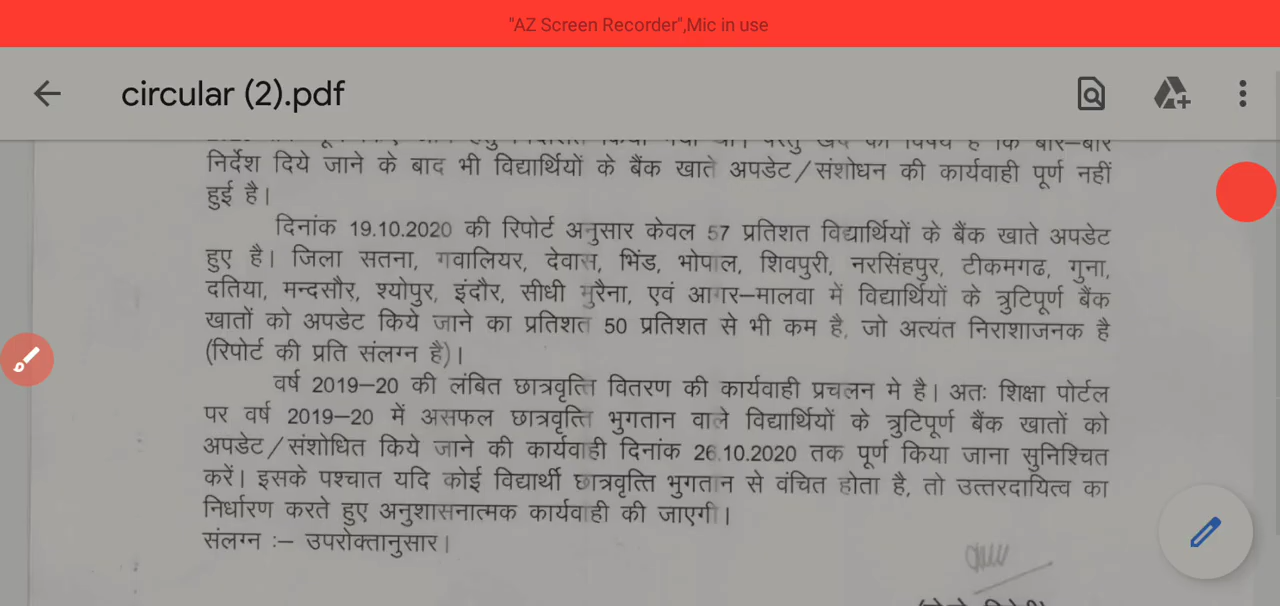 "AZ Screen Recorder",Mic in use
circular (2).pdf
कि बार–बार
निर्देश दिये जाने के बाद भी विद्यार्थियों के बैंक खाते अपडेट/संशोधन की कार्यवाही पूर्ण नहीं
हुई है।
दिनांक 19.10.2020 की रिपोर्ट अनुसार केवल 57 प्रतिशत विद्यार्थियों के बैंक खाते अपडेट
हुए है। जिला सतना, गवालियर, देवास, भिंड, भोपाल, शिवपुरी, नरसिंहपुर, टीकमगढ, गुना,
दतिया, मन्दसौर, श्योपुर, इंदौर, सीधी मुरैना, एवं आगर–मालवा में विद्यार्थियों के त्रुटिपूर्ण बैंक
खातों को अपडेट किये जाने का प्रतिशत 50 प्रतिशत से भी कम है, जो अत्यंत निराशाजनक है
(रिपोर्ट की प्रति संलग्न है)।
वर्ष 2019–20 की लंबित छात्रवृत्ति वितरण की कार्यवाही प्रचलन मे है। अतः शिक्षा पोर्टल
पर वर्ष 2019–20 में असफल छात्रवृत्ति भुगतान वाले विद्यार्थियों के त्रुटिपूर्ण बैंक खातों को
अपडेट/संशोधित किये जाने की कार्यवाही दिनांक 26.10.2020 तक पूर्ण किया जाना सुनिश्चित
करें। इसके पश्चात यदि कोई विद्यार्थी छात्रवृत्ति भुगतान से वंचित होता है, तो उत्तरदायित्व का
निर्धारण करते हुए अनुशासनात्मक कार्यवाही की जाएगी।
संलग्न :– उपरोक्तानुसार।